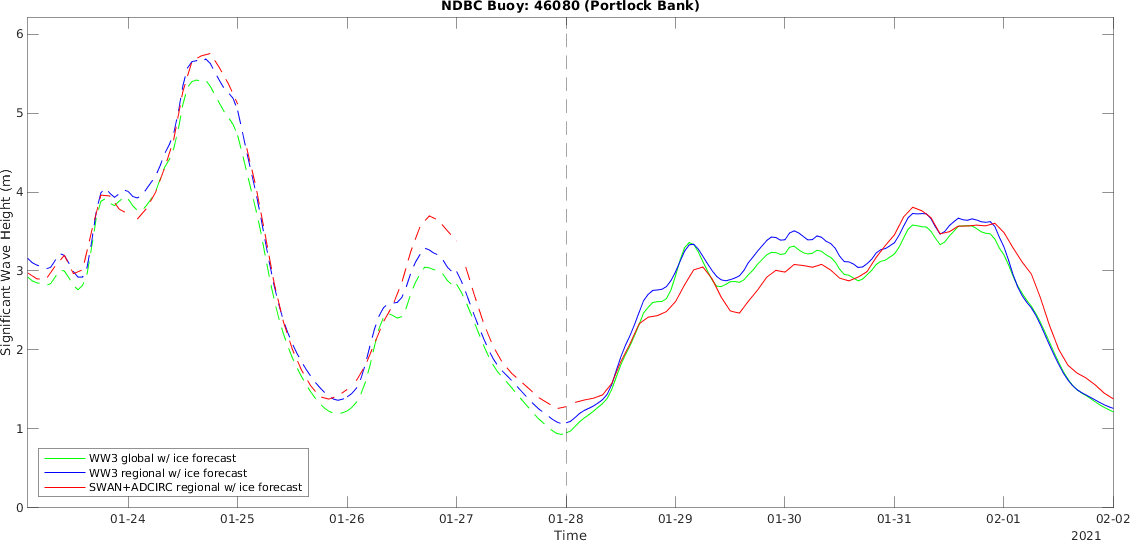 NDBC Buoy: 46080 (Portlock Bank)
Significant Wave Height (m)
6
5
4
3
2
1
0
WW3 global w/ ice forecast
WW3 regional w/ ice forecast
SWAN+ADCIRC regional w/ ice forecast
01-24 01-25 01-26 01-27 01-28 01-29 01-30 01-31 02-01 02-02
Time
2021